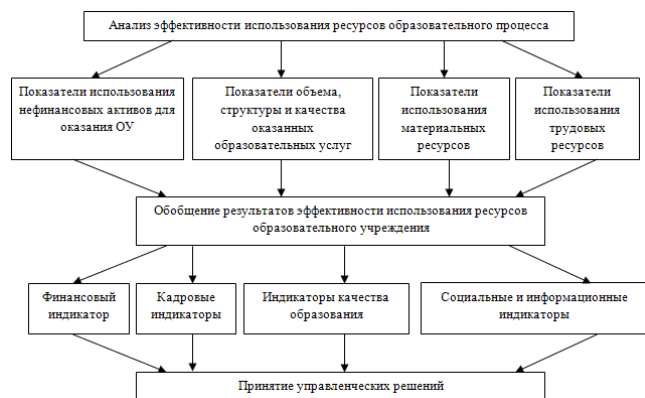 Анализ эффективности использования ресурсов образовательного процесса
Показатели использования
нефинансовых активов для
оказания ОУ
Показатели объема,
структуры и качества
оказанных
образовательных услуг
Показатели
использования
материальных
ресурсов
Показатели
использования
трудовых
ресурсов
Обобщение результатов эффективности использования ресурсов
образовательного учреждения
Финансовый
индикатор
Кадровые
индикаторы
Индикаторы качества
образования
Социальные и информационные
индикаторы
Принятие управленческих решений